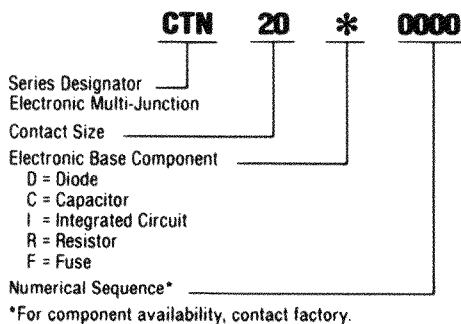 CTN 20 * 0000
Series Designator
Electronic Multi-Junction
Contact Size
Electronic Base Component
D = Diode
C = Capacitor
I = Integrated Circuit
R = Resistor
F = Fuse
Numerical Sequence*
*For component availability, contact factory.